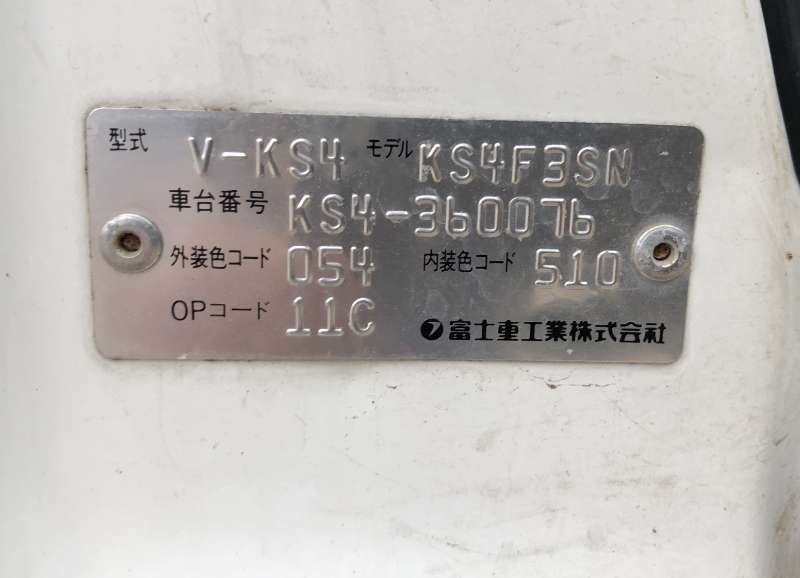 型式 V-KS4 モデル KS4F3SN
車台番号 KS4-360076
外装色コード 054 内装色コード 510
OPコード 11C フ富士重工業株式会社